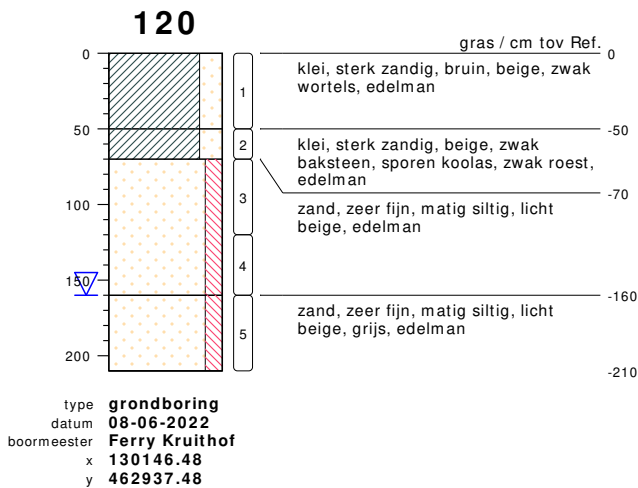 120
gras / cm tov Ref.
0
0
klei, sterk zandig, bruin, beige, zwak
wortels, edelman
1
50
-50
klei, sterk zandig, beige, zwak
baksteen, sporen koolas, zwak roest,
edelman
2
-70
zand, zeer fijn, matig siltig, licht
beige, edelman
3
100
4
150
-160
zand, zeer fijn, matig siltig, licht
beige, grijs, edelman
5
200
-210
type grondboring
datum 08-06-2022
boormeester Ferry Kruithof
x 130146.48
y 462937.48